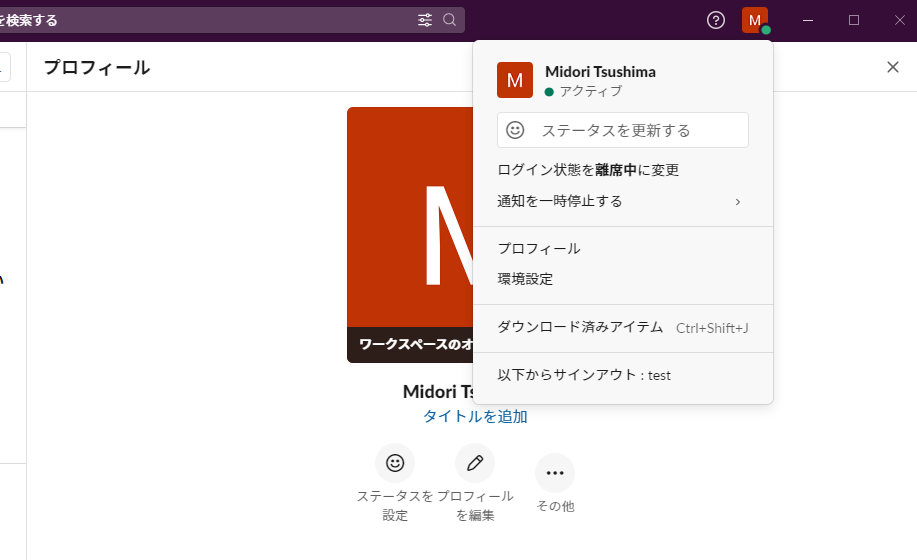 を検索する
M
プロフィール
M
Midori Tsushima
アクティブ
ステータスを更新する
ログイン状態を離席中に変更
通知を一時停止する
プロフィール
環境設定
ダウンロード済みアイテム Ctrl+Shift+J
以下からサインアウト : test
M
ワークスペースのオ
Midori Ts
タイトルを追加
ステータスを
設定
プロフィール
を編集
その他